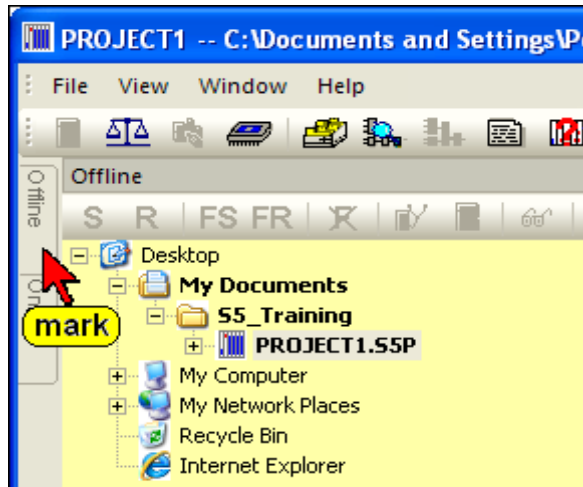 PROJECT1 -- C:\Documents and Settings\P
File View Window Help
Offline
Offline
S R FS FR
Desktop
My Documents
mark
S5_Training
PROJECT1.S5P
My Computer
My Network Places
Recycle Bin
Internet Explorer